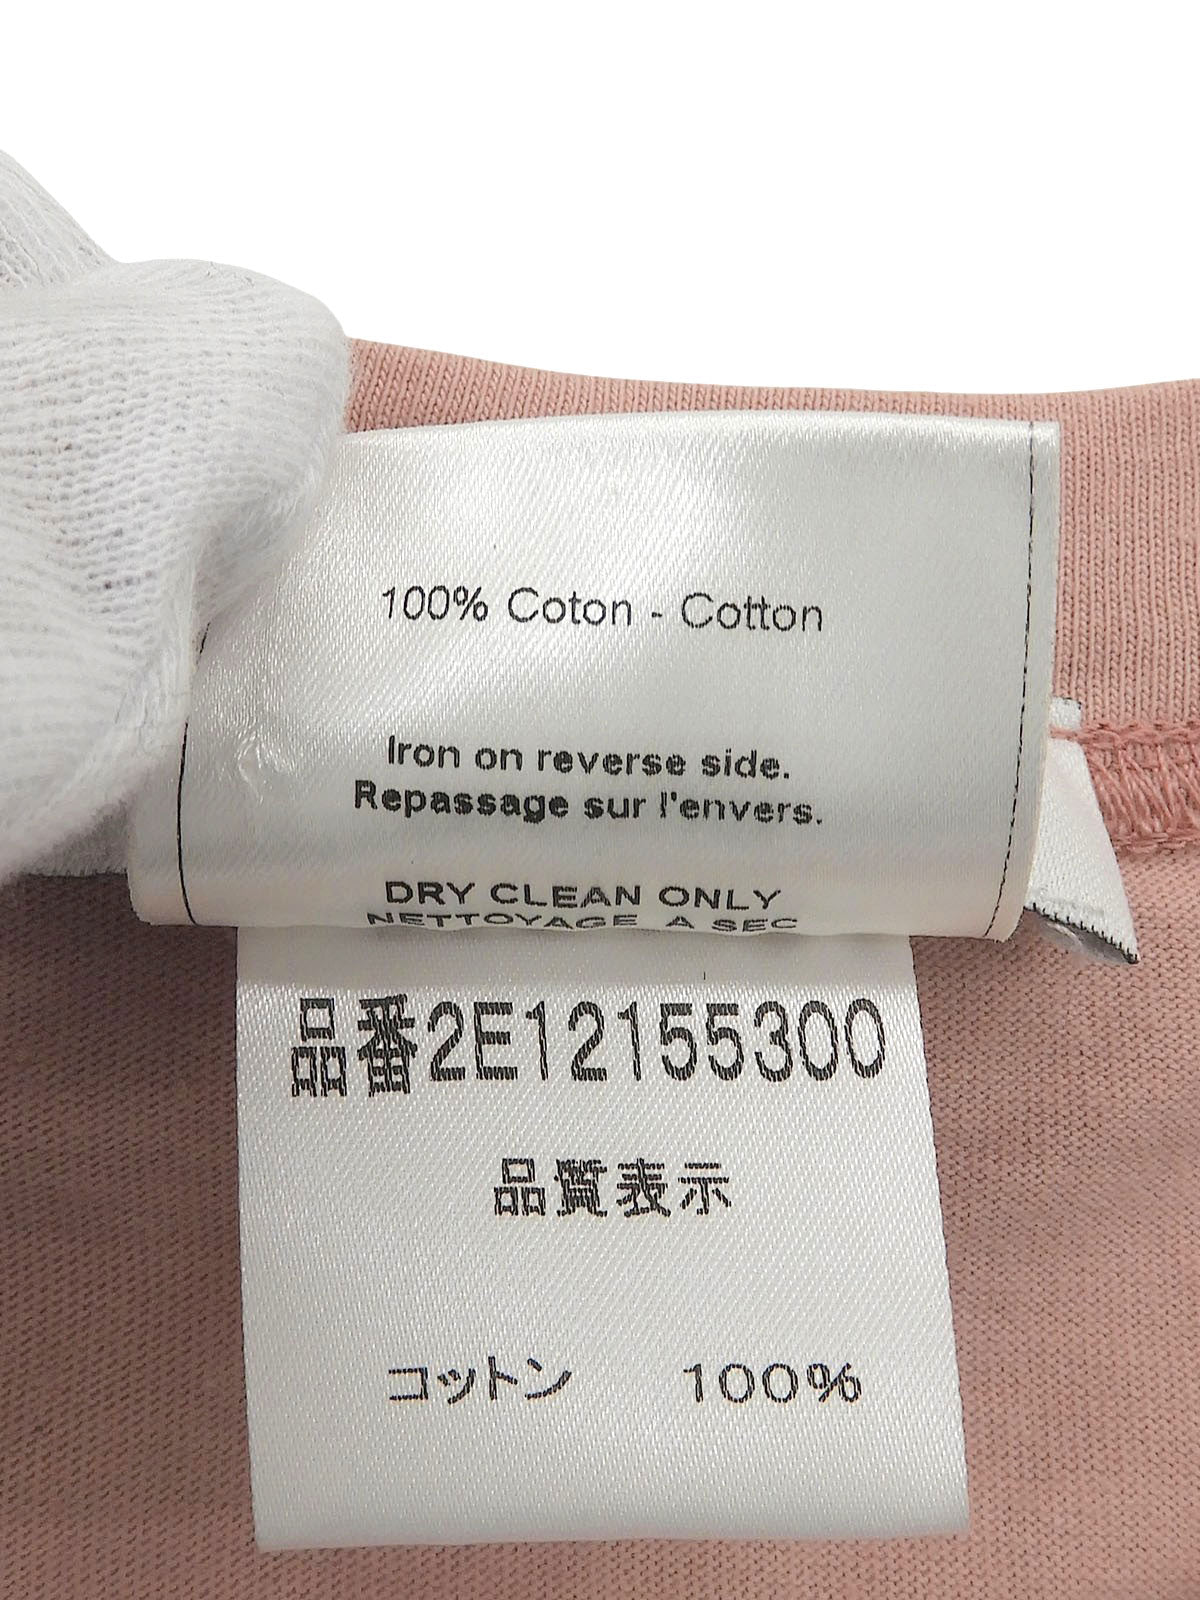 100% Coton - Cotton
Iron on reverse side.
Repassage sur l'envers.
DRY CLEAN ONLY
NETTOYAGE A SEC
品番2E12155300
品質表示
コットン 100%